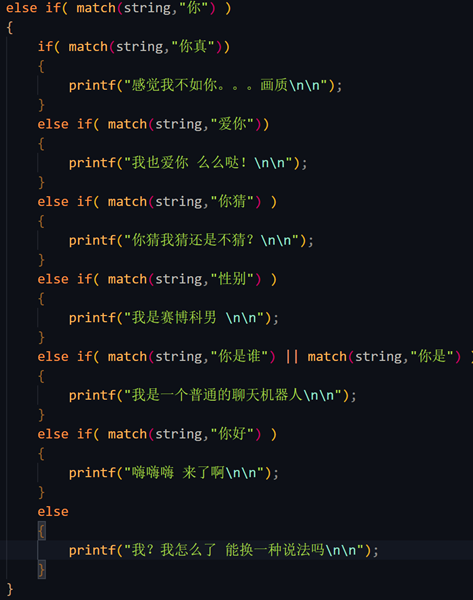 else if( match(string,"你") )
{
if( match(string,"你真"))
{
printf("感觉我不如你。。。画质\n\n");
}
else if( match(string,"爱你"))
{
printf("我也爱你 么么哒！\n\n");
}
else if( match(string,"你猜") )
{
printf("你猜我猜还是不猜？\n\n");
}
else if( match(string,"性别") )
{
printf("我是赛博科男 \n\n");
}
else if( match(string,"你是谁") || match(string,"你是") )
{
printf("我是一个普通的聊天机器人\n\n");
}
else if( match(string,"你好") )
{
printf("嗨嗨嗨 来了啊\n\n");
}
else
{
printf("我？我怎么了 能换一种说法吗\n\n");
}
}